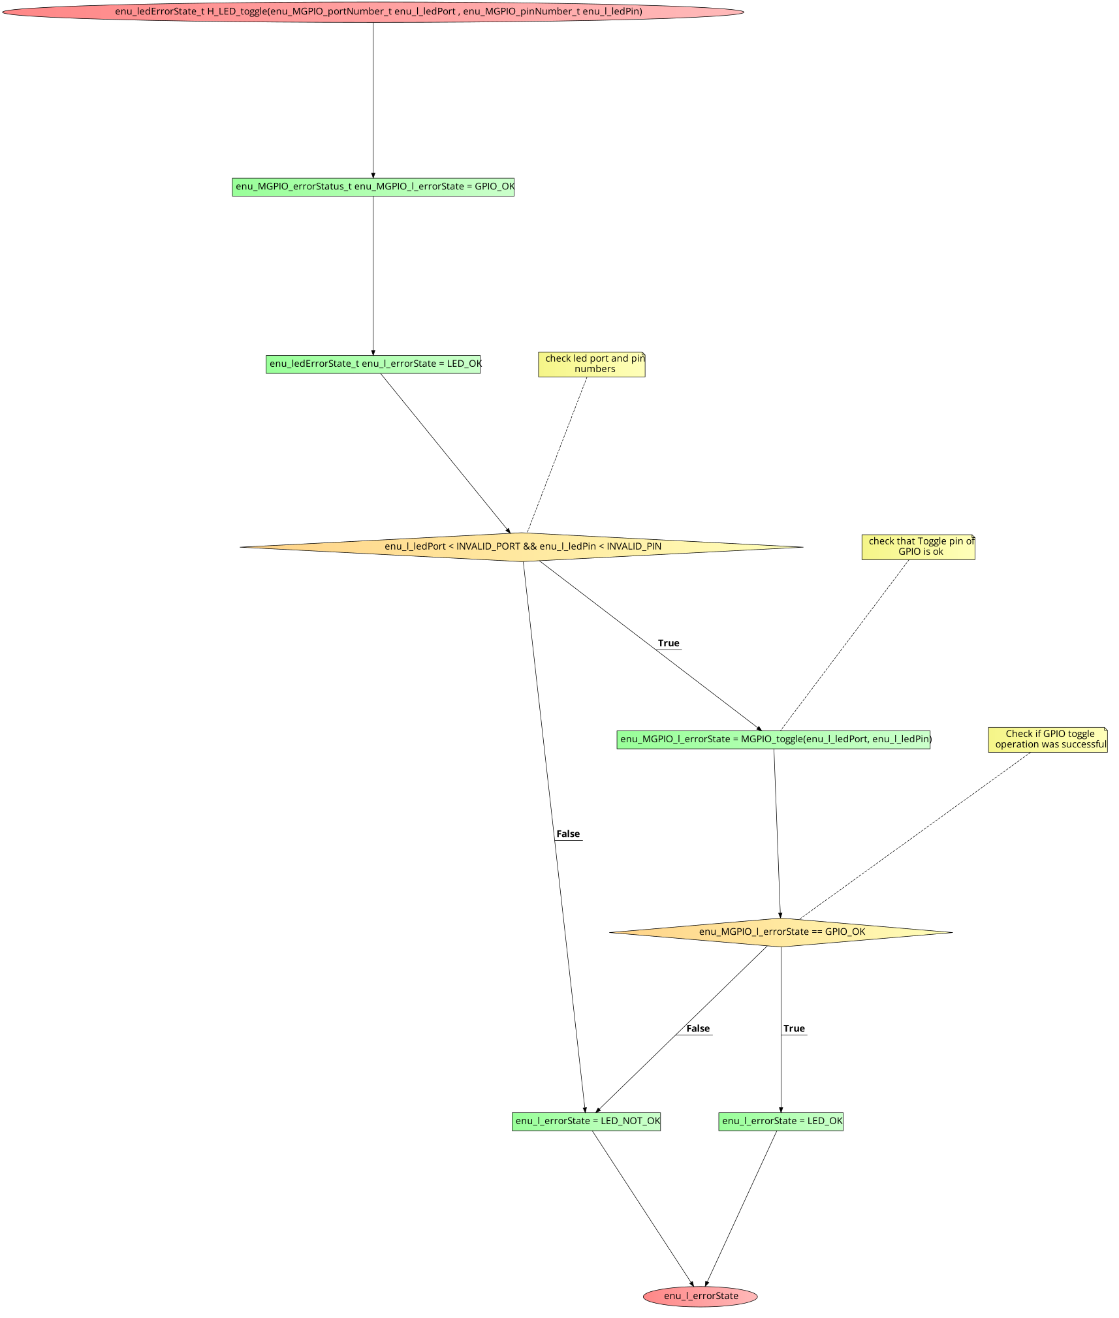 enu_ledErrorState_t H_LED_toggle(enu_MGPIO_portNumber_t enu_l_ledPort , enu_MGPIO_pinNumber_t enu_l_ledPin)
enu_MGPIO_errorStatus_t enu_MGPIO_l_errorState = GPIO_OK
enu_ledErrorState_t enu_l_errorState = LED_OK
check led port and pin
numbers
enu_l_ledPort < INVALID_PORT && enu_l_ledPin < INVALID_PIN
check that Toggle pin of
GPIO is ok
True
enu_MGPIO_l_errorState = MGPIO_toggle(enu_l_ledPort, enu_l_ledPin)
Check if GPIO toggle
operation was successful
False
enu_MGPIO_l_errorState == GPIO_OK
False
True
enu_l_errorState = LED_NOT_OK
enu_l_errorState = LED_OK
enu_l_errorState